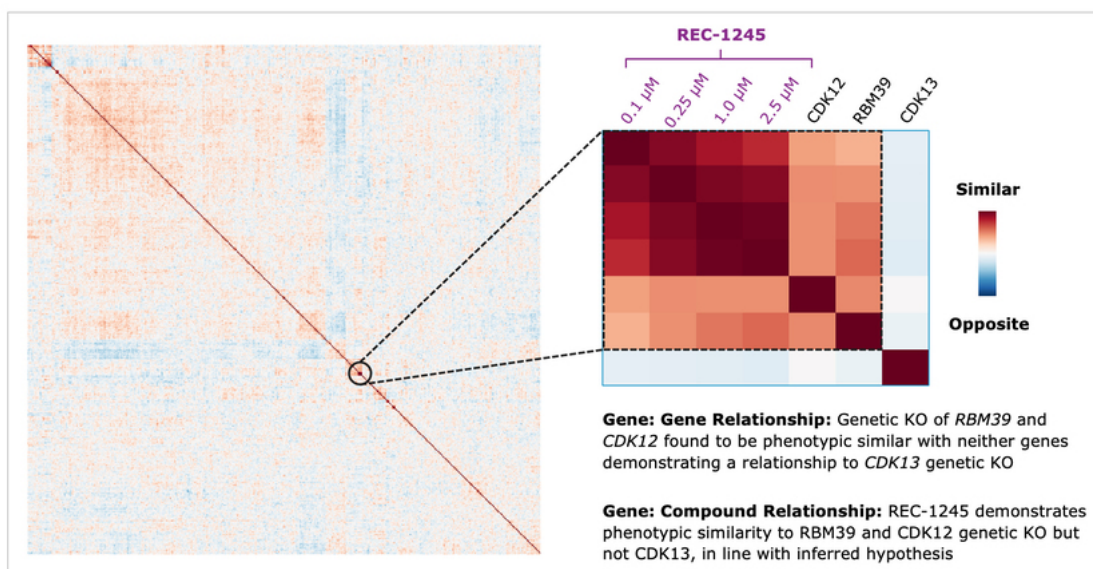 REC-1245
0.1 µM
0.25 µM
1.0 µM
2.5 µM
CDK12
RBM39
CDK13
Similar
Opposite
Gene: Gene Relationship: Genetic KO of RBM39 and
CDK12 found to be phenotypic similar with neither genes
demonstrating a relationship to CDK13 genetic KO
Gene: Compound Relationship: REC-1245 demonstrates
phenotypic similarity to RBM39 and CDK12 genetic KO but
not CDK13, in line with inferred hypothesis